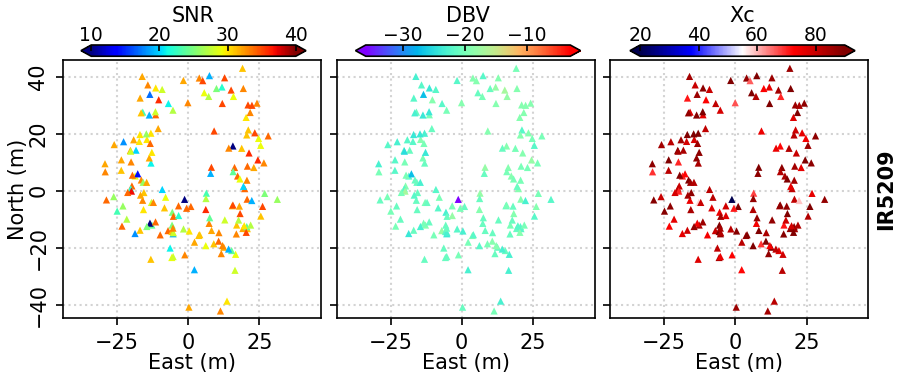 SNR DBV Xc
10 20 30 40 −30 −20 −10 20 40 60 80
40
20
0
−20
−40
North (m)
−25 0 25 −25 0 25 −25 0 25
East (m) East (m) East (m)
IR5209